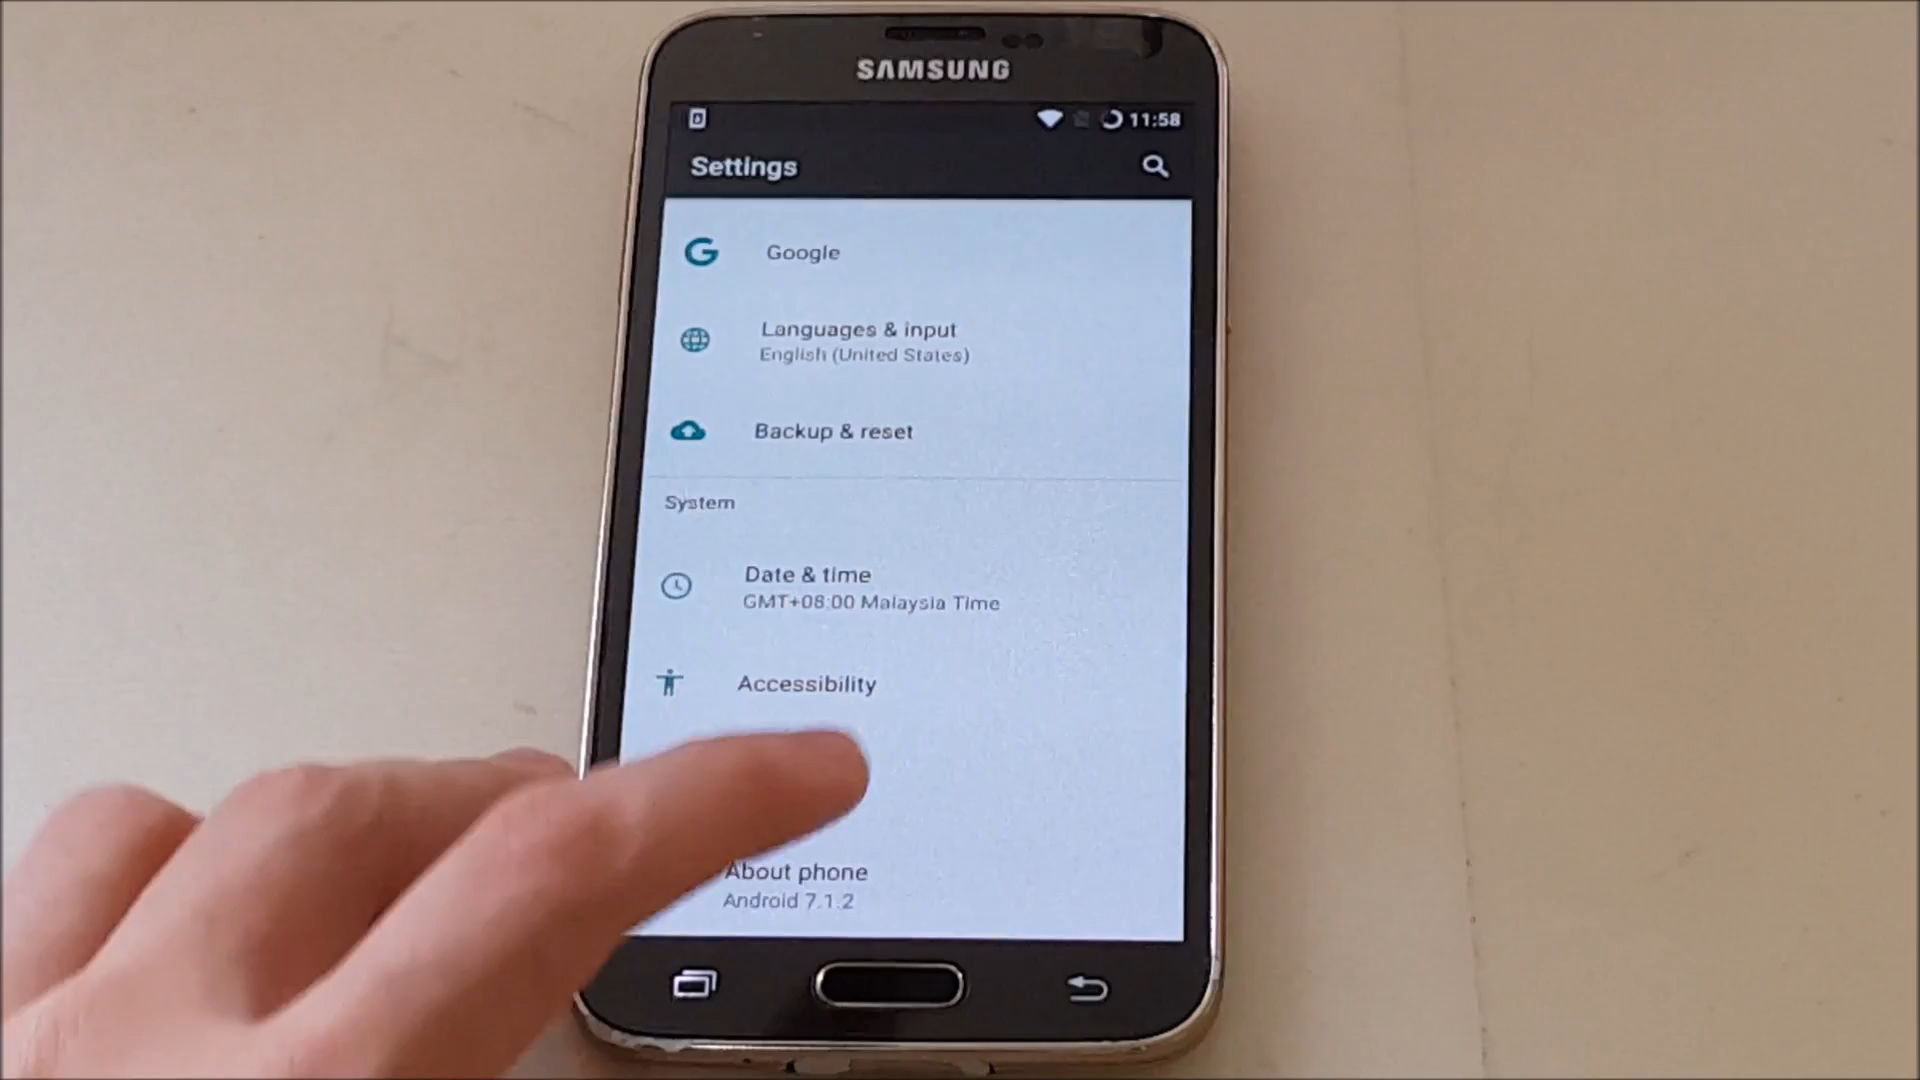 SAMSUNG
11:58
Settings
Google
Languages & input
English (United States)
Backup & reset
System
Date & time
GMT+08:00 Malaysia Time
Accessibility
About phone
Android 7.1.2